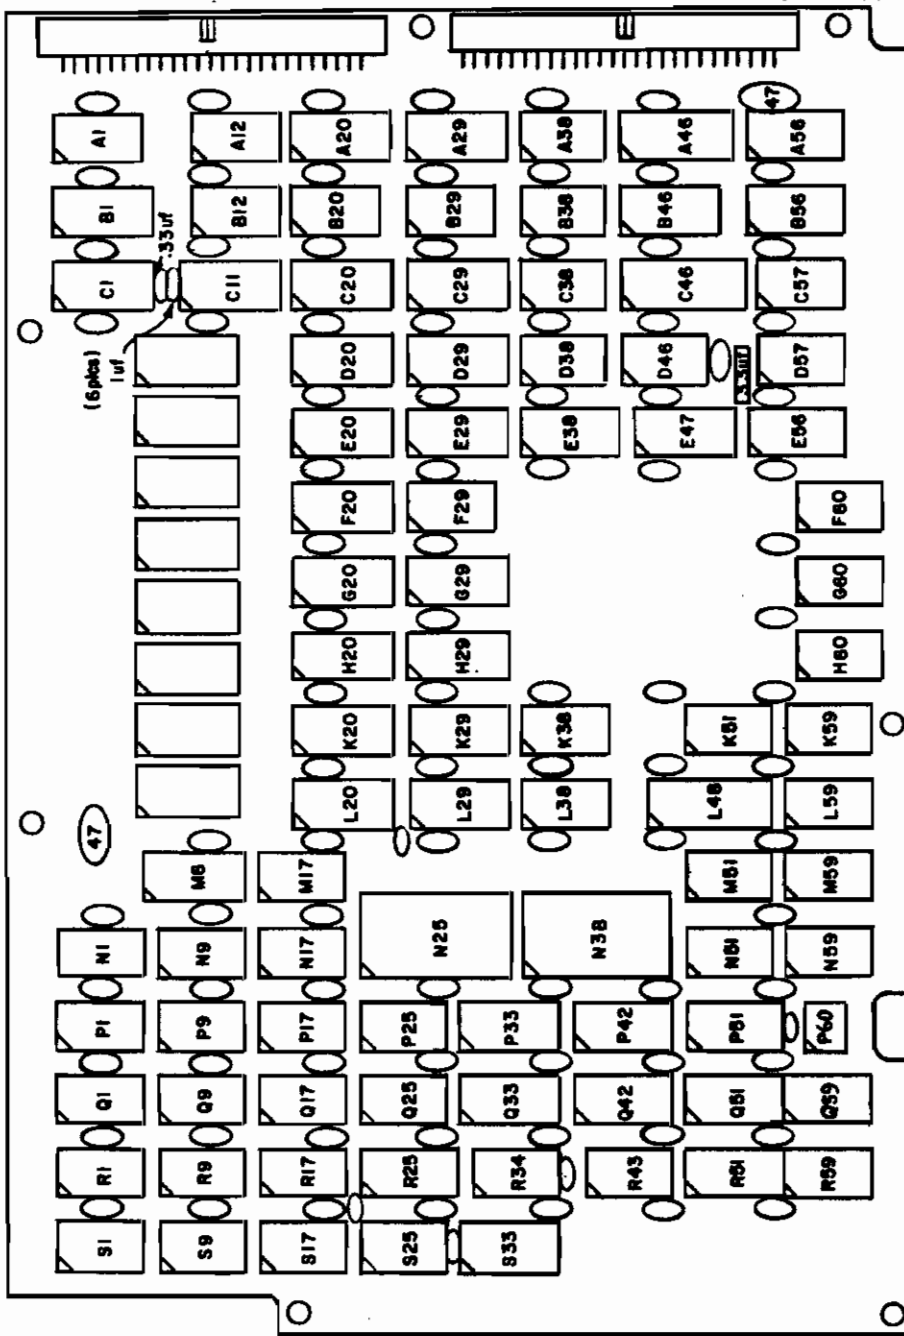 47
A1
A12
A20
A29
A38
A46
A56
B1
B12
B20
B29
B38
B46
B56
.33uf
C1
C11
C20
C29
C38
C46
C57
(6plcs)
1uf
D20
D29
D38
D46
3.3uf
D57
E20
E29
E38
E47
E56
F20
F29
F60
G20
G29
G60
H20
H29
H60
K20
K29
K38
K51
K59
L20
L29
L38
L48
L59
47
M6
M17
M51
M59
N1
N9
N17
N25
N38
N51
N59
P1
P9
P17
P25
P33
P42
P51
P60
Q1
Q9
Q17
Q25
Q33
Q42
Q51
Q59
R1
R9
R17
R25
R34
R43
R51
R59
S1
S9
S17
S25
S33